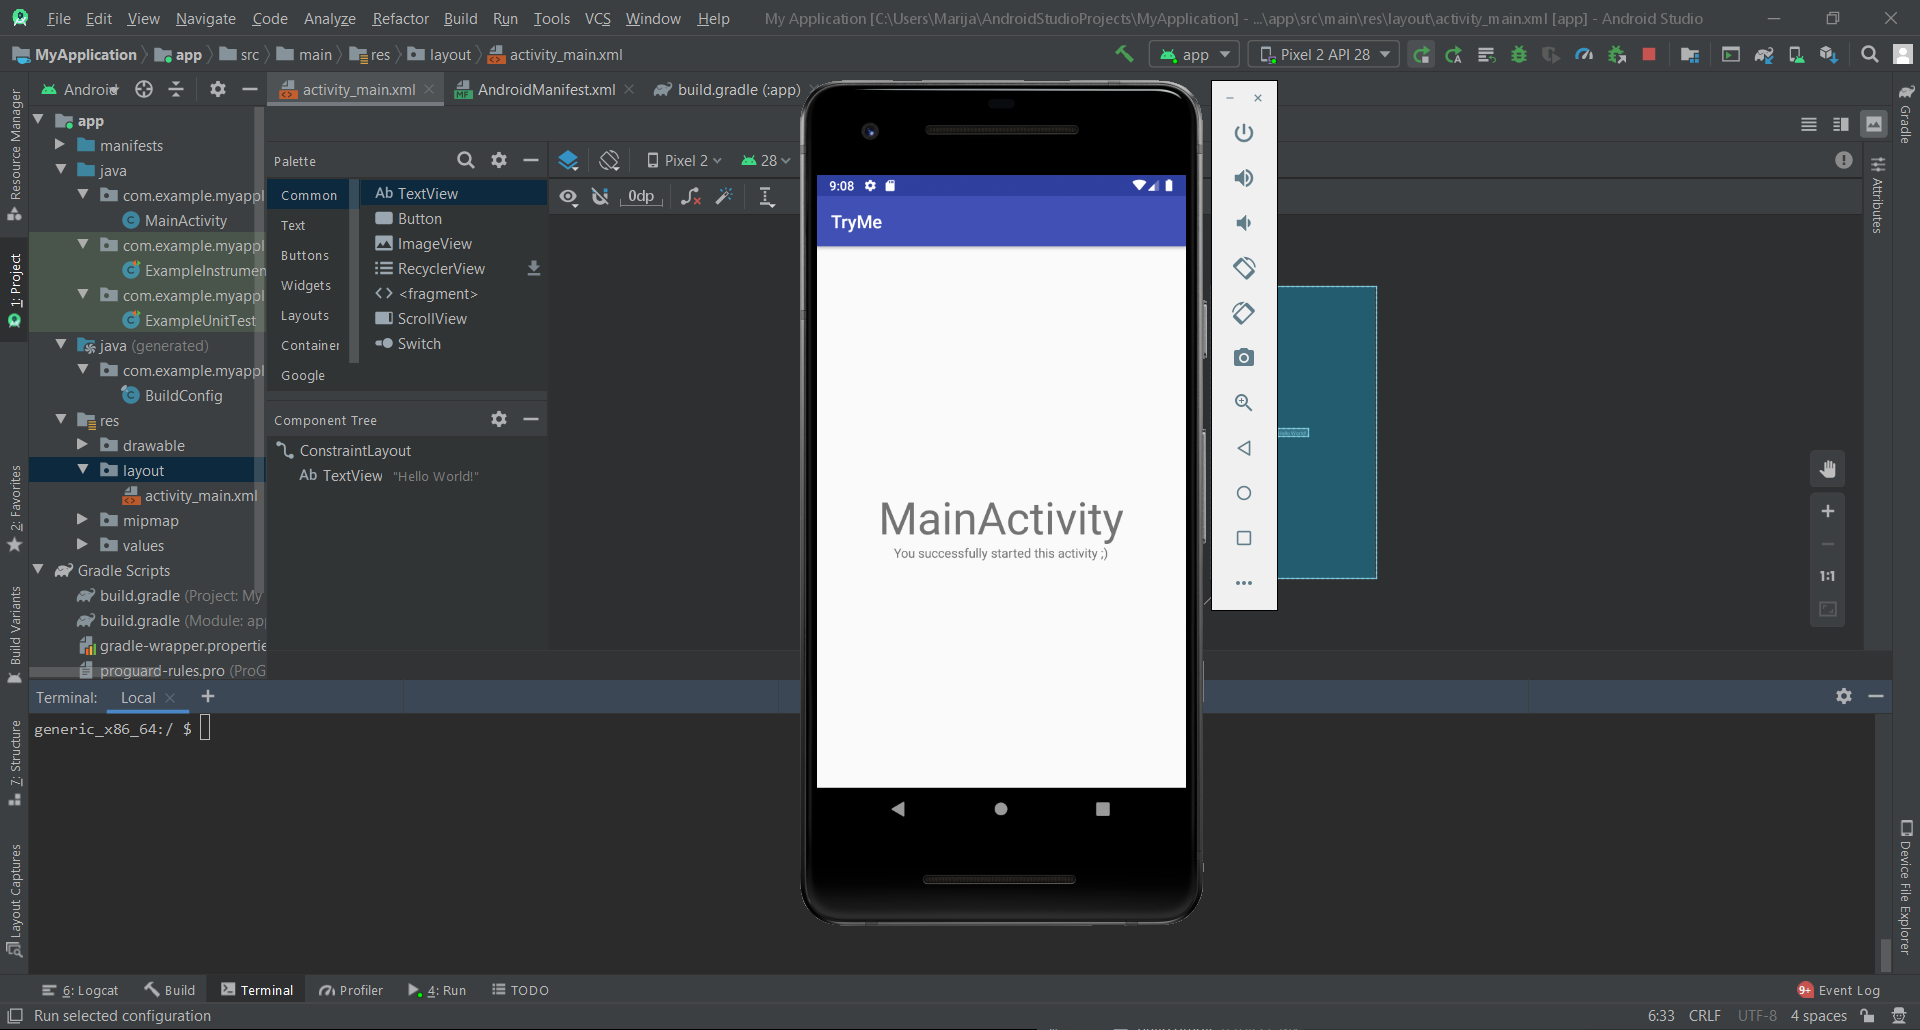 File Edit View Navigate Code Analyze Refactor Build Run Tools VCS Window Help My Application [C:\Users\Marija\AndroidStudioProjects\MyApplication] - ...\app\src\main\res\layout\activity_main.xml [app] - Android Studio
MyApplication app src main res layout activity_main.xml app Pixel 2 API 28
Android activity_main.xml AndroidManifest.xml build.gradle (:app)
app
manifests
java
com.example.myappl
MainActivity
com.example.myappl
ExampleInstrumen
com.example.myappl
ExampleUnitTest
java (generated)
com.example.myappl
BuildConfig
res
drawable
layout
activity_main.xml
mipmap
values
Gradle Scripts
build.gradle (Project: My
build.gradle (Module: app
gradle-wrapper.propertie
proguard-rules.pro (ProG
Resource Manager
1: Project
2: Favorites
Build Variants
7: Structure
Layout Captures
Palette
Common
Text
Buttons
Widgets
Layouts
Container
Google
Ab TextView
Button
ImageView
RecyclerView
<fragment>
ScrollView
Switch
Component Tree
ConstraintLayout
Ab TextView "Hello World!"
Pixel 2 28
0dp
9:08
TryMe
MainActivity
You successfully started this activity ;)
1:1
Gradle
Attributes
Device File Explorer
Terminal: Local
generic_x86_64:/ $
6: Logcat Build Terminal Profiler 4: Run TODO 9+ Event Log
Run selected configuration 6:33 CRLF UTF-8 4 spaces